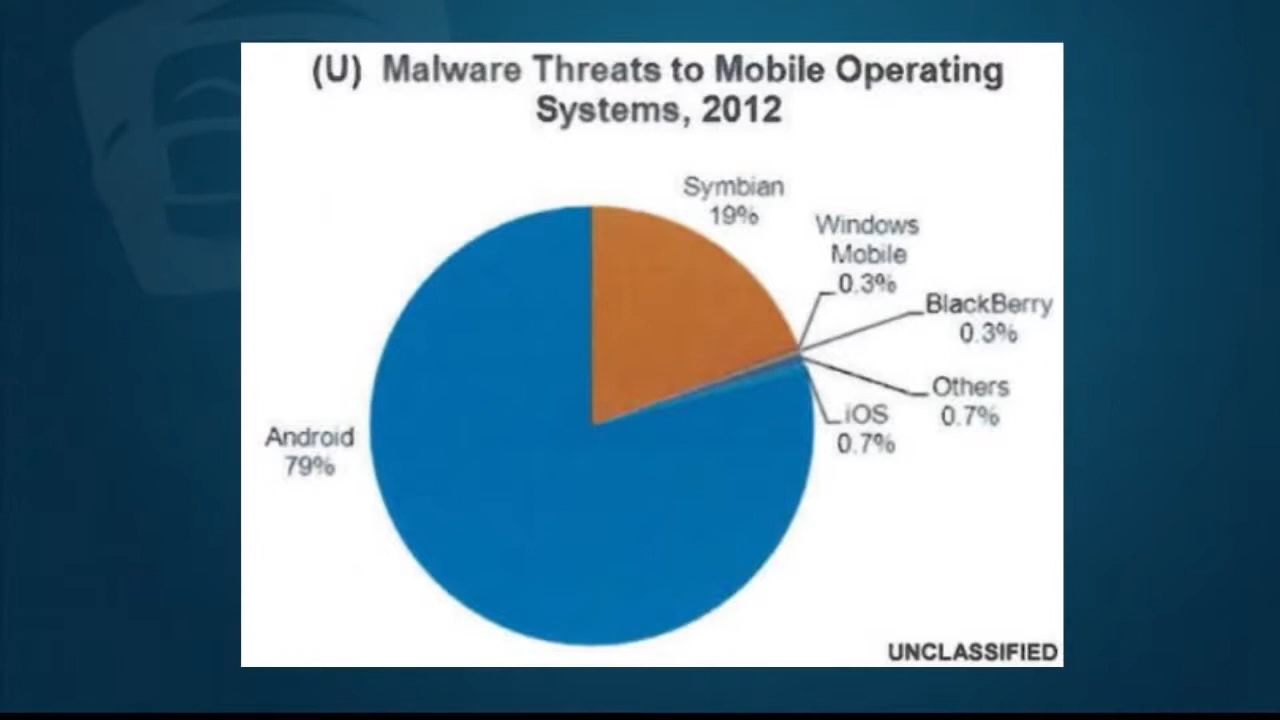 (U) Malware Threats to Mobile Operating
Systems, 2012
Symbian
19%
Windows
Mobile
0.3%
BlackBerry
0.3%
Others
0.7%
iOS
0.7%
Android
79%
UNCLASSIFIED